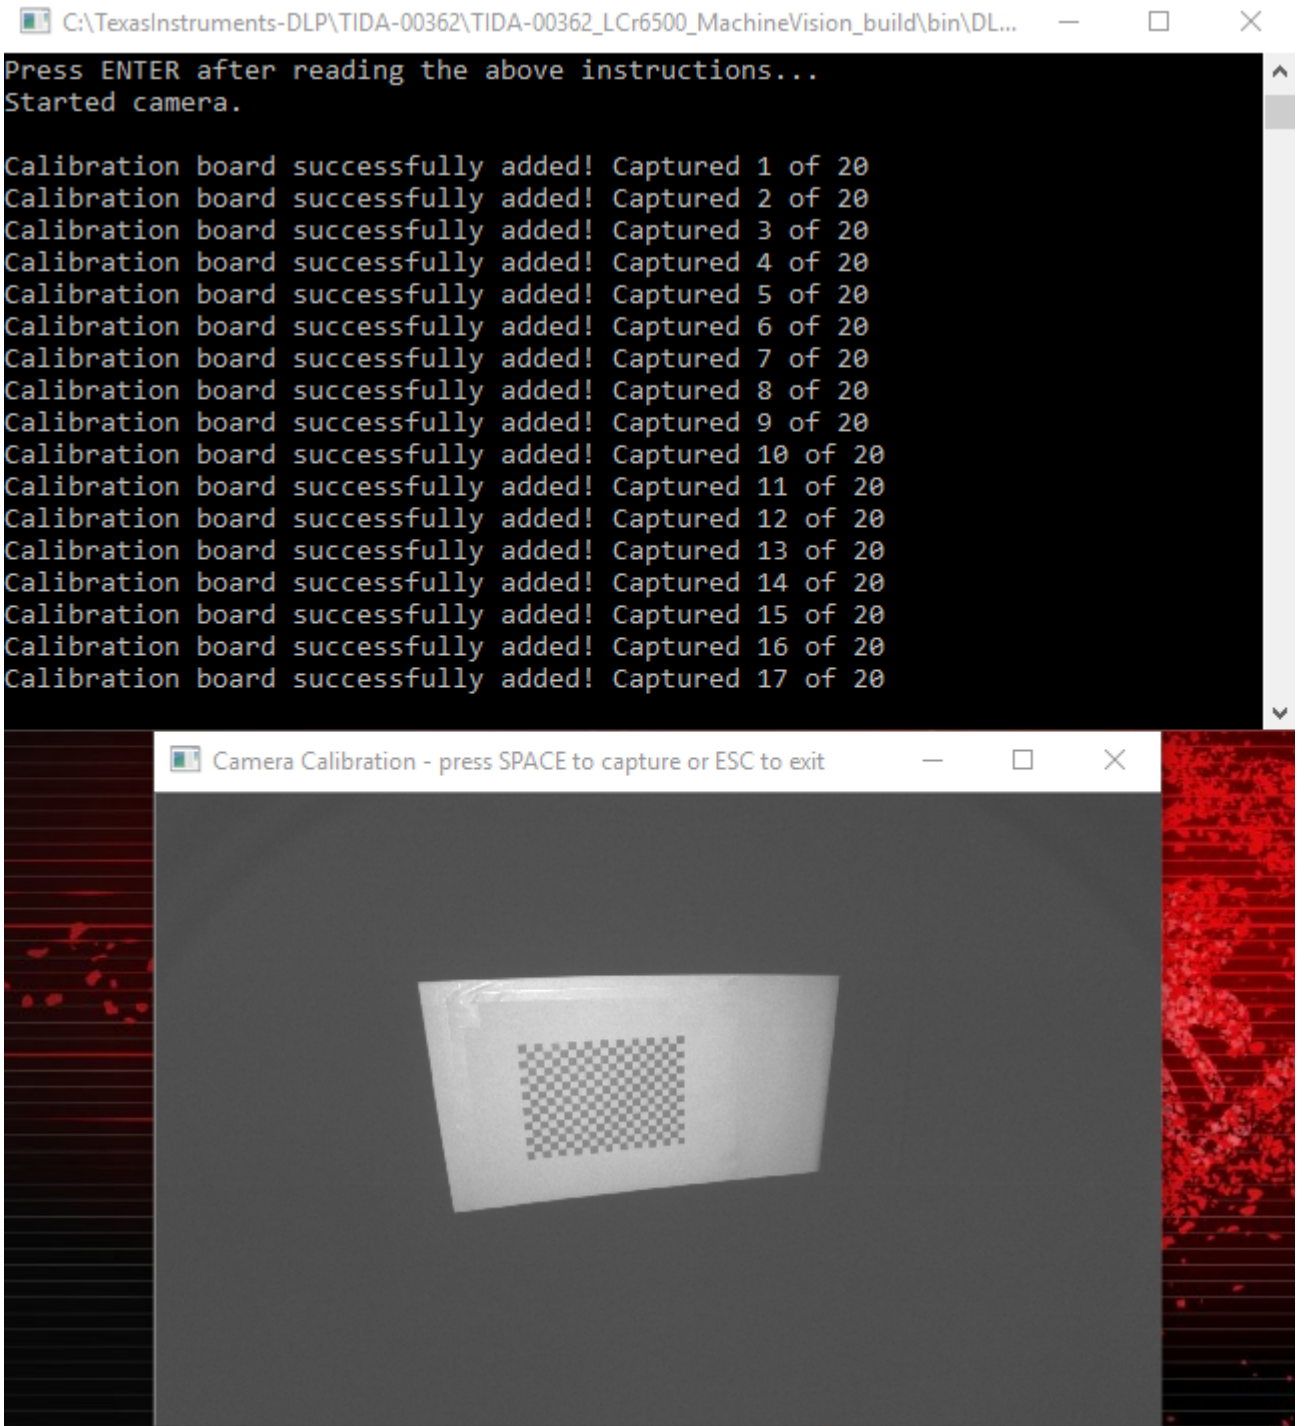 C:\TexasInstruments-DLP\TIDA-00362\TIDA-00362_LCr6500_MachineVision_build\bin\DL...
Press ENTER after reading the above instructions...
Started camera.
Calibration board successfully added! Captured 1 of 20
Calibration board successfully added! Captured 2 of 20
Calibration board successfully added! Captured 3 of 20
Calibration board successfully added! Captured 4 of 20
Calibration board successfully added! Captured 5 of 20
Calibration board successfully added! Captured 6 of 20
Calibration board successfully added! Captured 7 of 20
Calibration board successfully added! Captured 8 of 20
Calibration board successfully added! Captured 9 of 20
Calibration board successfully added! Captured 10 of 20
Calibration board successfully added! Captured 11 of 20
Calibration board successfully added! Captured 12 of 20
Calibration board successfully added! Captured 13 of 20
Calibration board successfully added! Captured 14 of 20
Calibration board successfully added! Captured 15 of 20
Calibration board successfully added! Captured 16 of 20
Calibration board successfully added! Captured 17 of 20
Camera Calibration - press SPACE to capture or ESC to exit